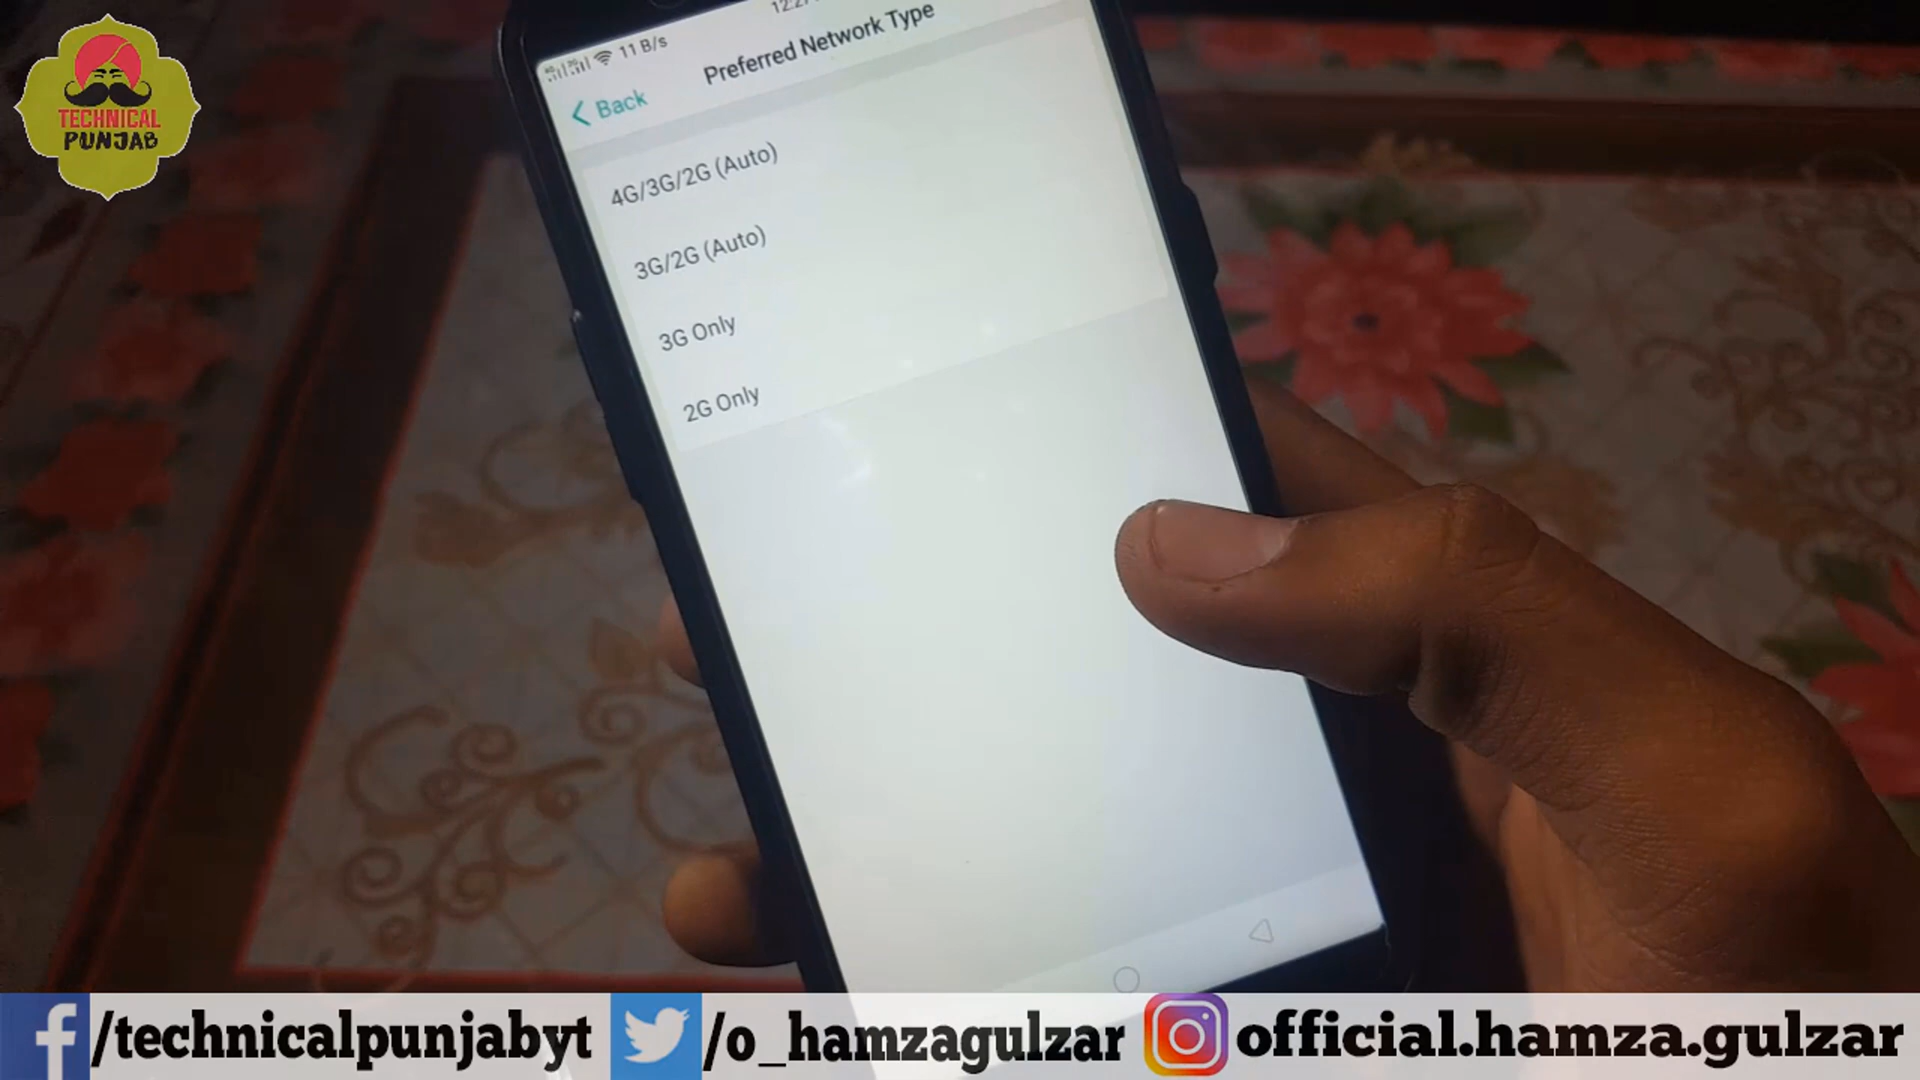 TECHNICAL
PUNJAB
11 B/s
Back
Preferred Network Type
4G/3G/2G (Auto)
3G/2G (Auto)
3G Only
2G Only
/technicalpunjabyt
/o_hamzagulzar
official.hamza.gulzar